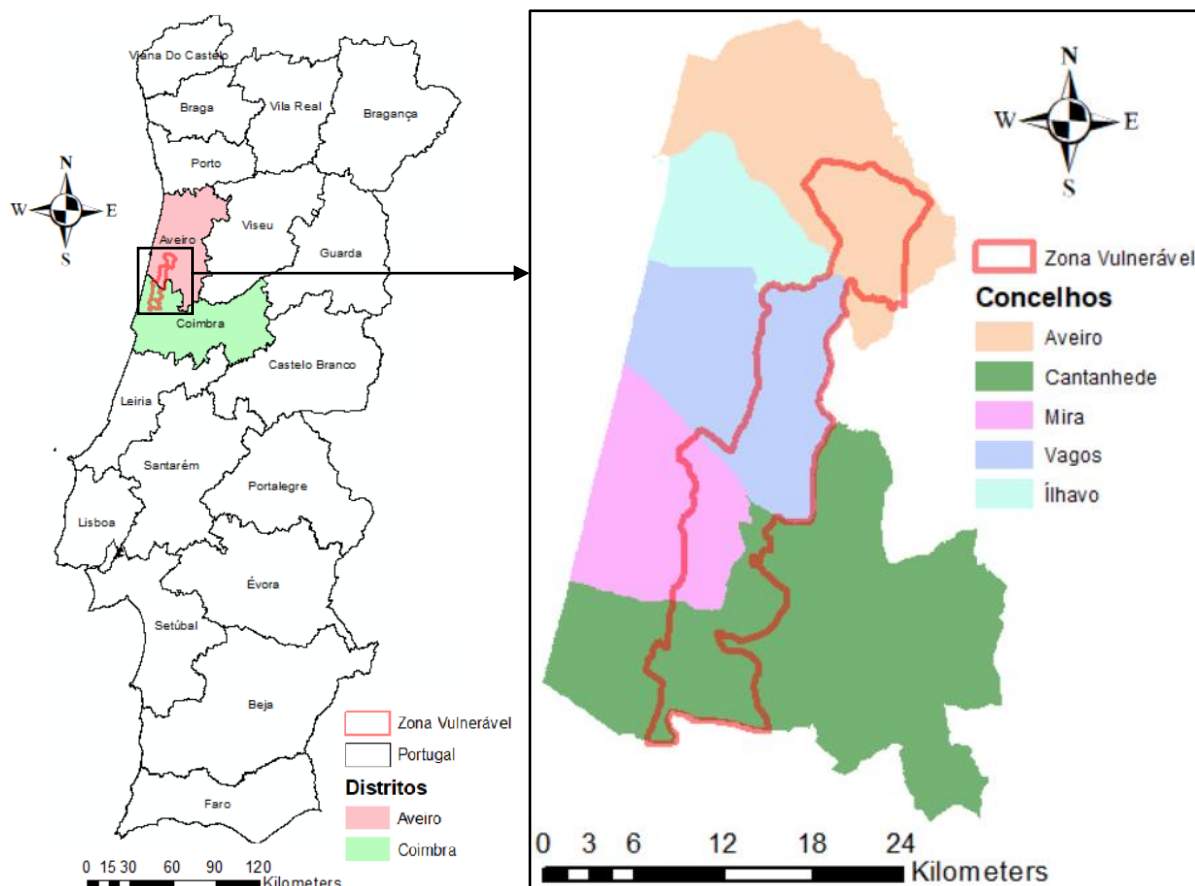 Viana Do Castelo
Braga
Vila Real
Bragança
Porto
N
W
E
S
Aveiro
Viseu
Guarda
Coimbra
Castelo Branco
Leiria
Santarém
Portalegre
Lisboa
Évora
Setúbal
Beja
Faro
Zona Vulnerável
Portugal
Distritos
Aveiro
Coimbra
0 15 30 60 90 120
Kilometers
N
W
E
S
Zona Vulnerável
Concelhos
Aveiro
Cantanhede
Mira
Vagos
Ílhavo
0 3 6 12 18 24
Kilometers